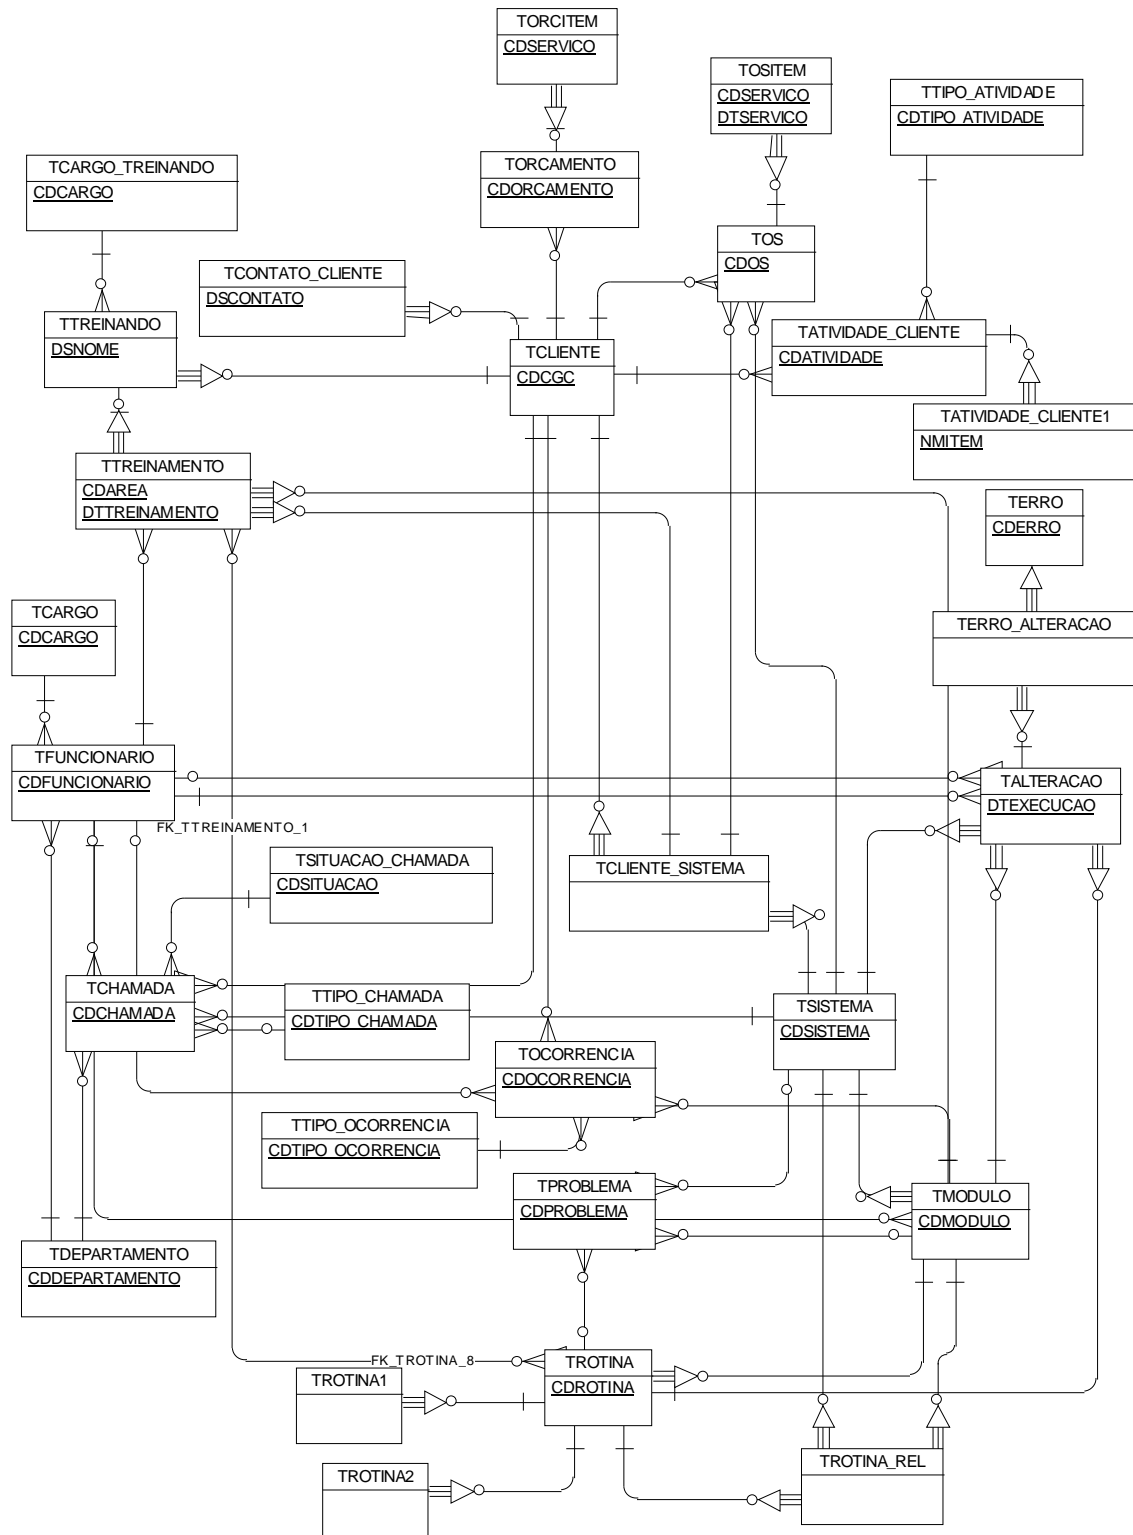 TORCITEM
CDSERVICO
TOSITEM
CDSERVICO
DTSERVICO
TTIPO_ATIVIDADE
CDTIPO_ATIVIDADE
TCARGO_TREINANDO
CDCARGO
TORCAMENTO
CDORCAMENTO
TOS
CDOS
TCONTATO_CLIENTE
DSCONTATO
TTREINANDO
DSNOME
TCLIENTE
CDCGC
TATIVIDADE_CLIENTE
CDATIVIDADE
TATIVIDADE_CLIENTE1
NMITEM
TTREINAMENTO
CDAREA
DTTREINAMENTO
TERRO
CDERRO
TCARGO
CDCARGO
TERRO_ALTERACAO
TFUNCIONARIO
CDFUNCIONARIO
TALTERACAO
DTEXECUCAO
FK_TTREINAMENTO_1
TSITUACAO_CHAMADA
CDSITUACAO
TCLIENTE_SISTEMA
TCHAMADA
CDCHAMADA
TTIPO_CHAMADA
CDTIPO_CHAMADA
TSISTEMA
CDSISTEMA
TOCORRENCIA
CDOCORRENCIA
TTIPO_OCORRENCIA
CDTIPO_OCORRENCIA
TPROBLEMA
CDPROBLEMA
TMODULO
CDMODULO
TDEPARTAMENTO
CDDEPARTAMENTO
FK_TROTINA_8
TROTINA
CDROTINA
TROTINA1
TROTINA_REL
TROTINA2